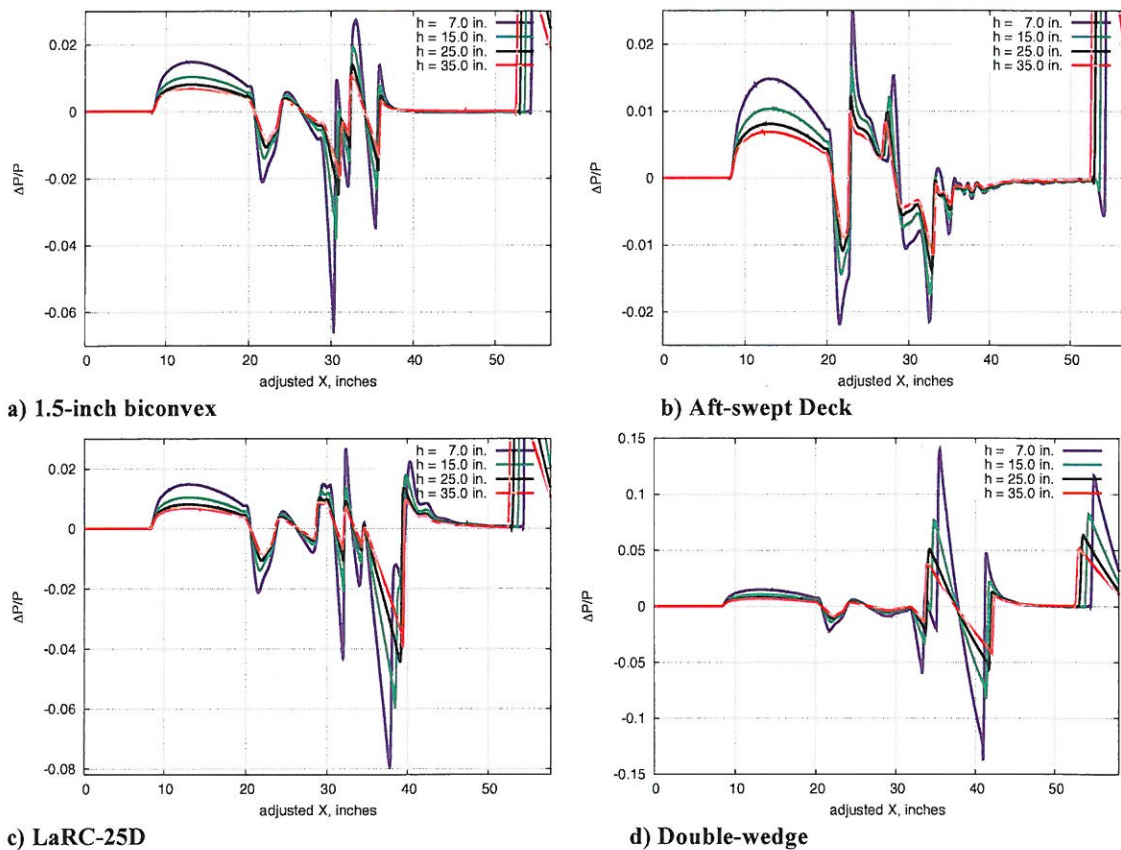 0.02
0
-0.02
-0.04
-0.06
ΔP/P
h = 7.0 in.
h = 15.0 in.
h = 25.0 in.
h = 35.0 in.
0 10 20 30 40 50
adjusted X, inches
a) 1.5-inch biconvex
0.02
0.01
0
-0.01
-0.02
ΔP/P
h = 7.0 in.
h = 15.0 in.
h = 25.0 in.
h = 35.0 in.
0 10 20 30 40 50
adjusted X, inches
b) Aft-swept Deck
0.02
0
-0.02
-0.04
-0.06
-0.08
ΔP/P
h = 7.0 in.
h = 15.0 in.
h = 25.0 in.
h = 35.0 in.
0 10 20 30 40 50
adjusted X, inches
c) LaRC-25D
0.15
0.1
0.05
0
-0.05
-0.1
-0.15
ΔP/P
h = 7.0 in.
h = 15.0 in.
h = 25.0 in.
h = 35.0 in.
0 10 20 30 40 50
adjusted X, inches
d) Double-wedge